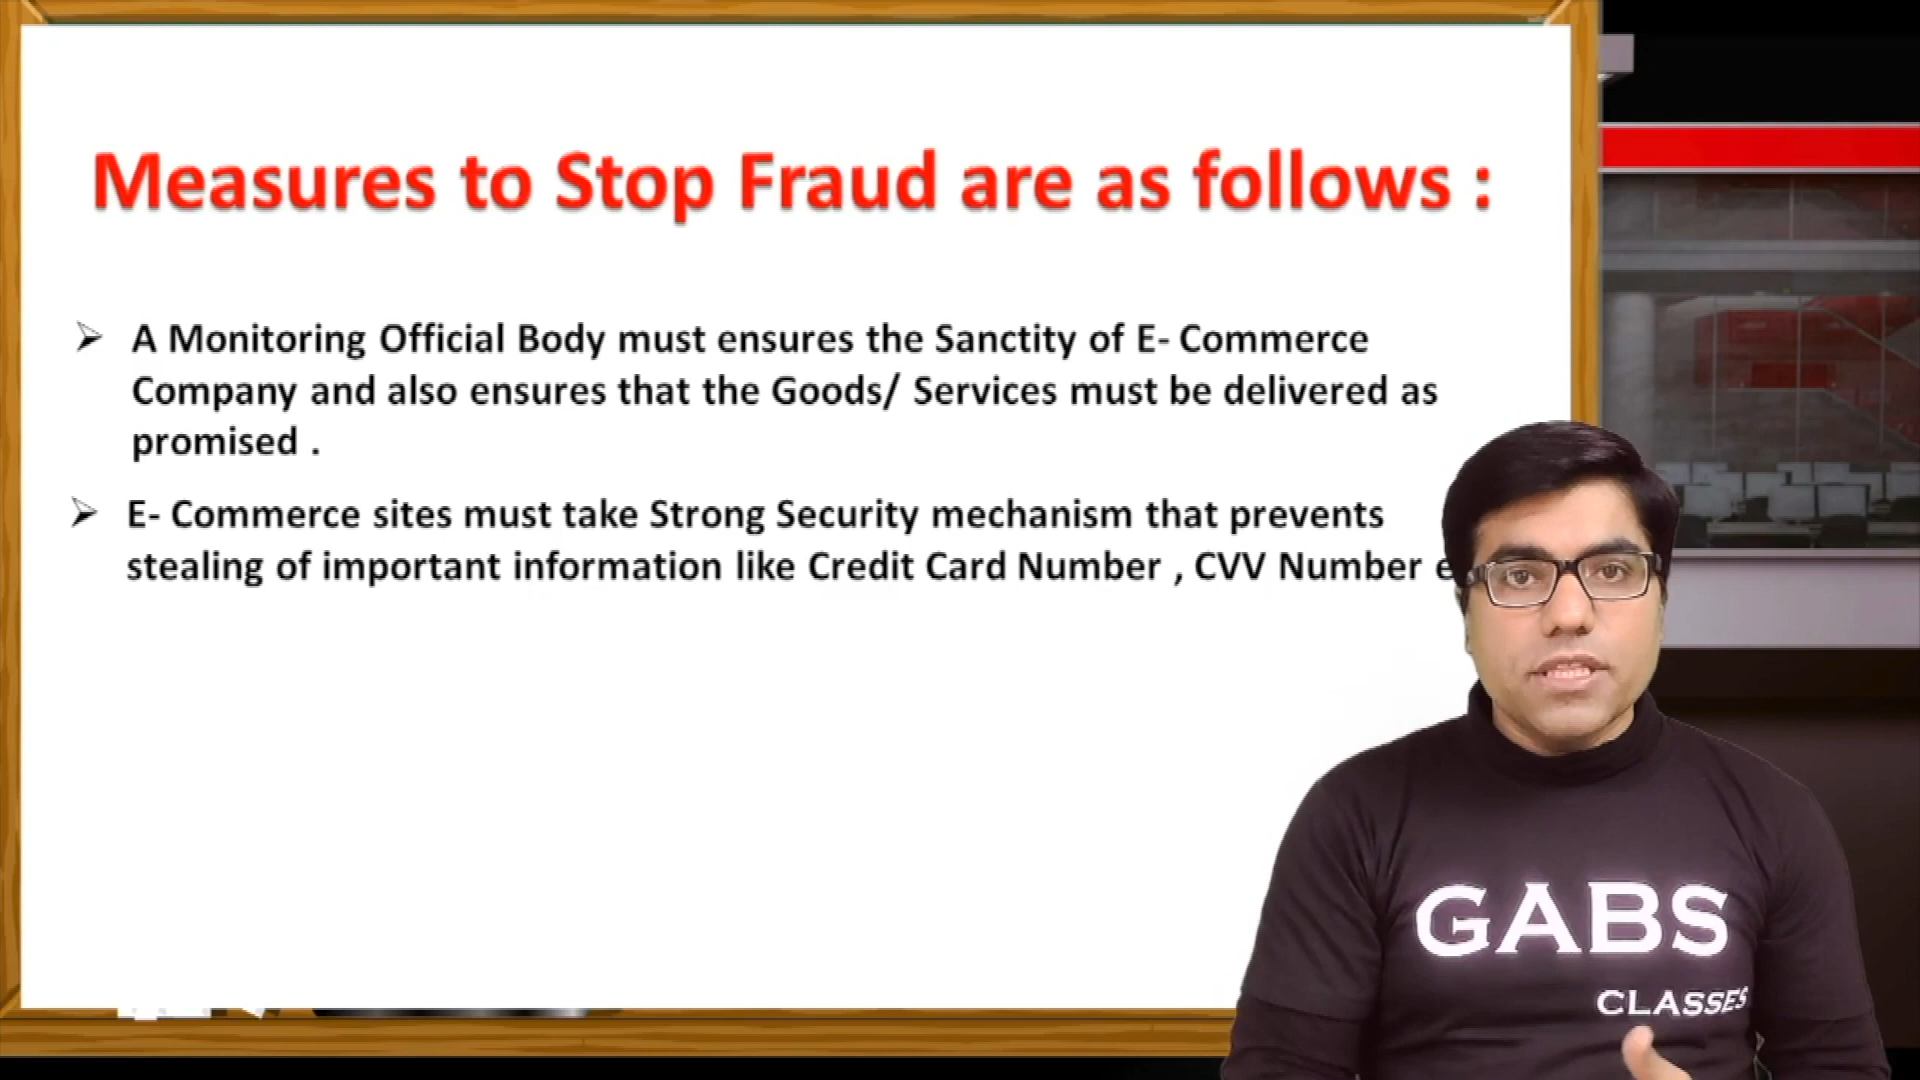 Measures to Stop Fraud are as follows :
➢ A Monitoring Official Body must ensures the Sanctity of E- Commerce
Company and also ensures that the Goods/ Services must be delivered as
promised .
➢ E- Commerce sites must take Strong Security mechanism that prevents
stealing of important information like Credit Card Number , CVV Number
GABS
CLASSES